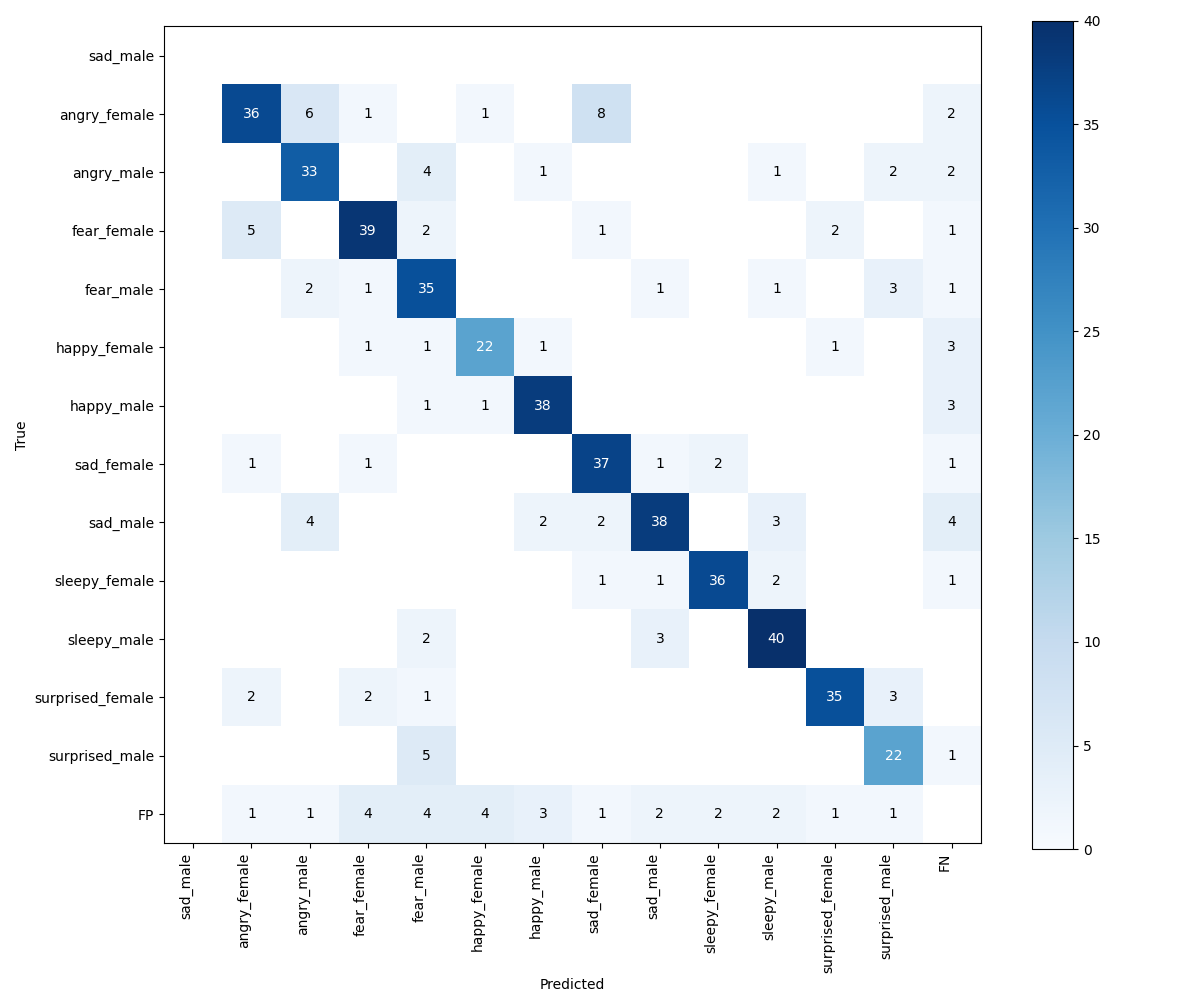 sad_male
angry_female 36 6 1 1 8 2
angry_male 33 4 1 1 2 2
fear_female 5 39 2 1 2 1
fear_male 2 1 35 1 1 3 1
happy_female 1 1 22 1 1 3
happy_male 1 1 38 3
sad_female 1 1 37 1 2 1
sad_male 4 2 2 38 3 4
sleepy_female 1 1 36 2 1
sleepy_male 2 3 40
surprised_female 2 2 1 35 3
surprised_male 5 22 1
FP 1 1 4 4 4 3 1 2 2 2 1 1
True
sad_male
angry_female
angry_male
fear_female
fear_male
happy_female
happy_male
sad_female
sad_male
sleepy_female
sleepy_male
surprised_female
surprised_male
FN
Predicted
40
35
30
25
20
15
10
5
0